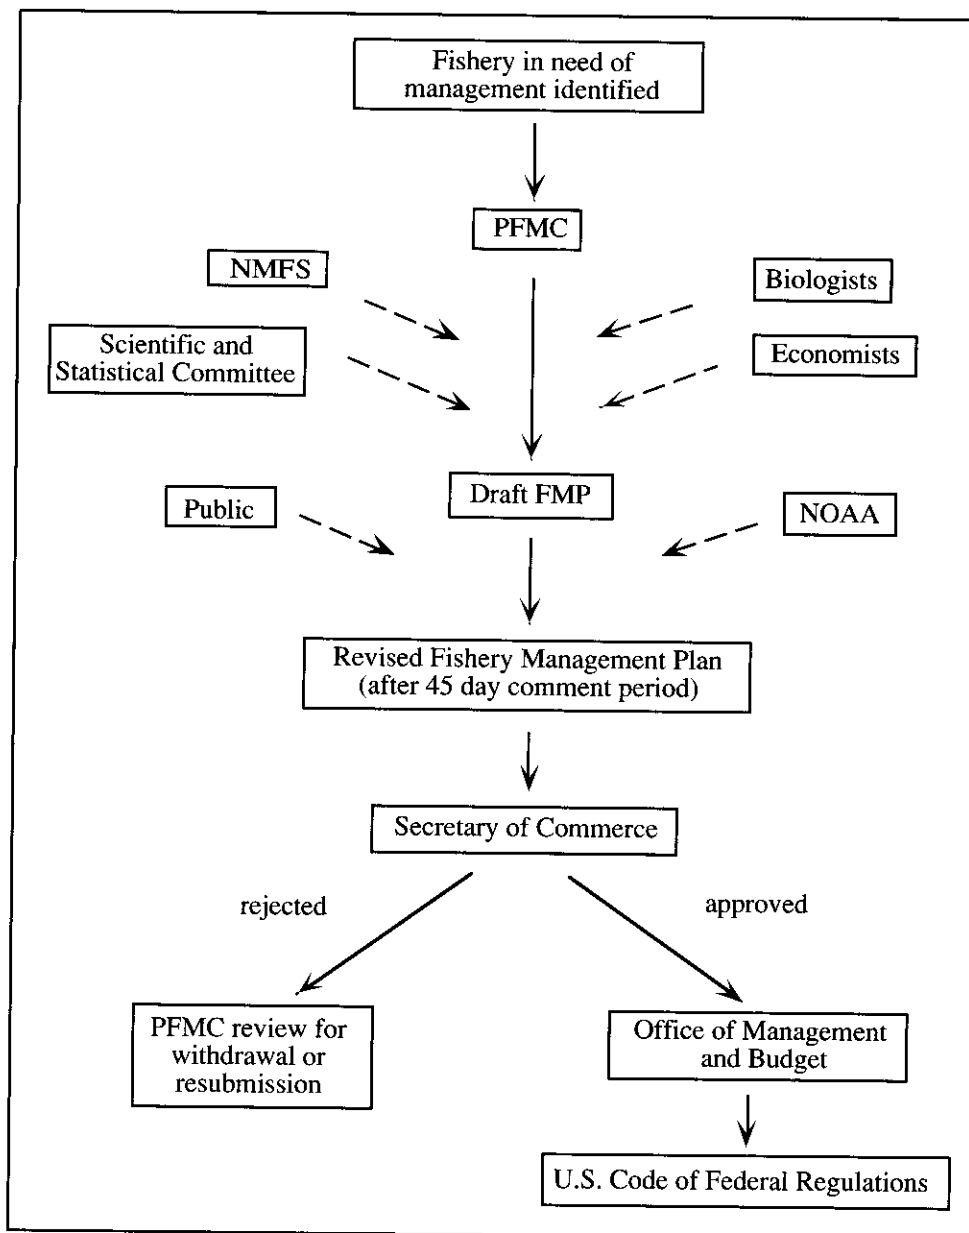 Fishery in need of
management identified
PFMC
NMFS
Biologists
Scientific and
Statistical Committee
Economists
Draft FMP
Public
NOAA
Revised Fishery Management Plan
(after 45 day comment period)
Secretary of Commerce
rejected
approved
PFMC review for
withdrawal or
resubmission
Office of Management
and Budget
U.S. Code of Federal Regulations